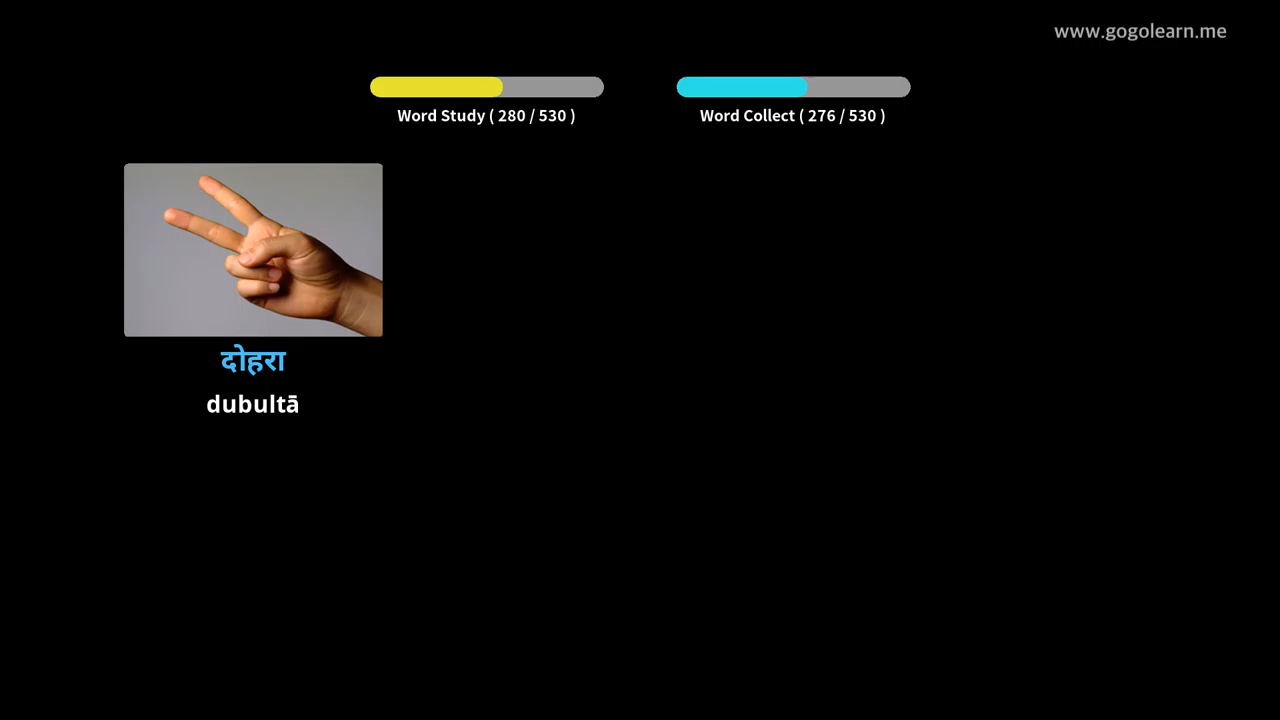 www.gogolearn.me
Word Study ( 280 / 530 )
Word Collect ( 276 / 530 )
दोहरा
dubultā